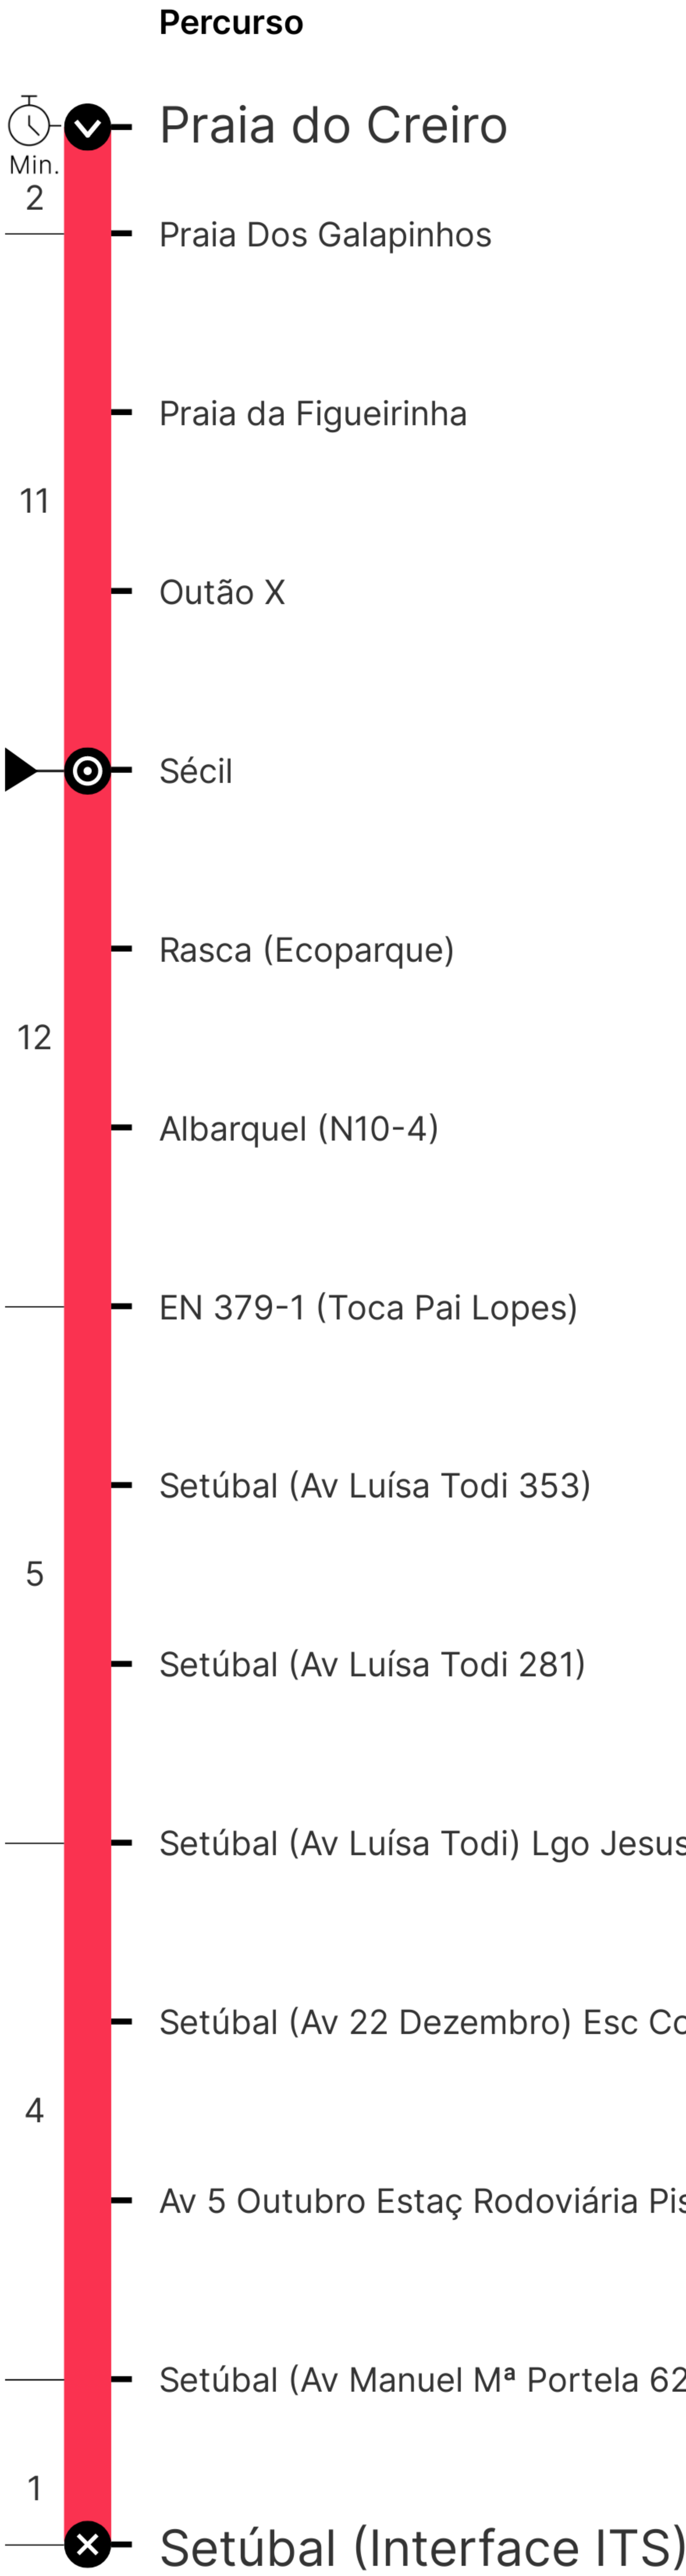 Percurso
Praia do Creiro
Min.
2
Praia Dos Galapinhos
Praia da Figueirinha
11
Outão X
Sécil
Rasca (Ecoparque)
12
Albarquel (N10-4)
EN 379-1 (Toca Pai Lopes)
Setúbal (Av Luísa Todi 353)
5
Setúbal (Av Luísa Todi 281)
Setúbal (Av Luísa Todi) Lgo Jesus
Setúbal (Av 22 Dezembro) Esc
4
Av 5 Outubro Estaç Rodoviária
Setúbal (Av Manuel Mª Portela 62
1
Setúbal (Interface ITS)